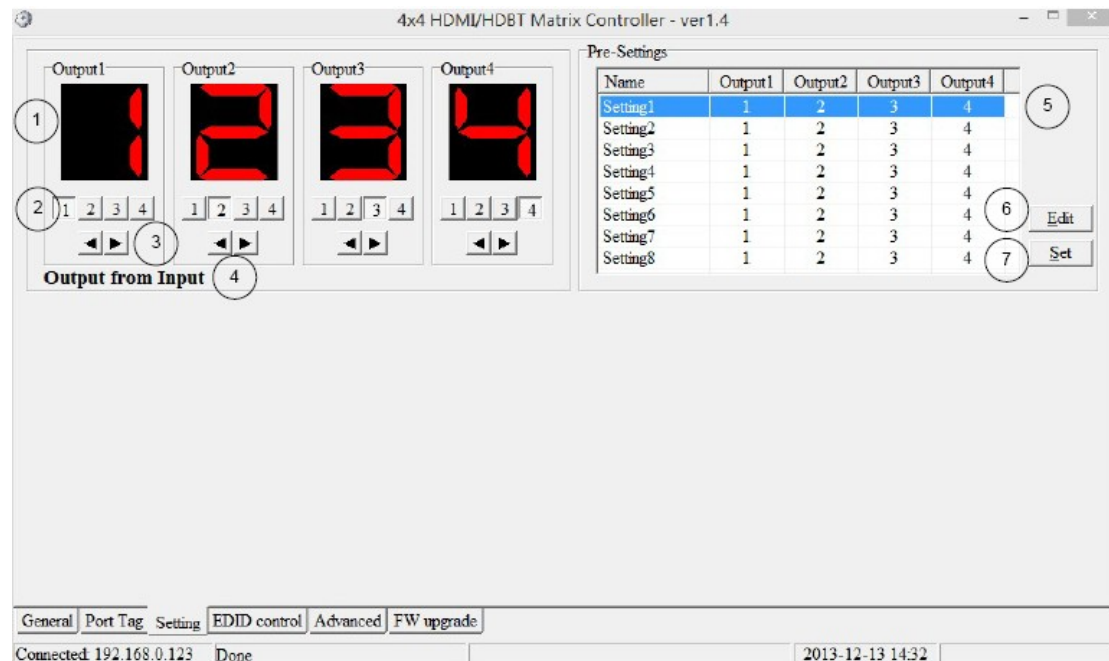 4x4 HDMI/HDBT Matrix Controller - ver1.4
Output1 Output2 Output3 Output4
1 2 3 4
1 2 3 4 1 2 3 4 1 2 3 4 1 2 3 4
Output from Input
Pre-Settings
Name Output1 Output2 Output3 Output4
Setting1 1 2 3 4
Setting2 1 2 3 4
Setting3 1 2 3 4
Setting4 1 2 3 4
Setting5 1 2 3 4
Setting6 1 2 3 4
Setting7 1 2 3 4
Setting8 1 2 3 4
Edit
Set
1
2
3
4
5
6
7
General Port Tag Setting EDID control Advanced FW upgrade
Connected: 192.168.0.123 Done 2013-12-13 14:32